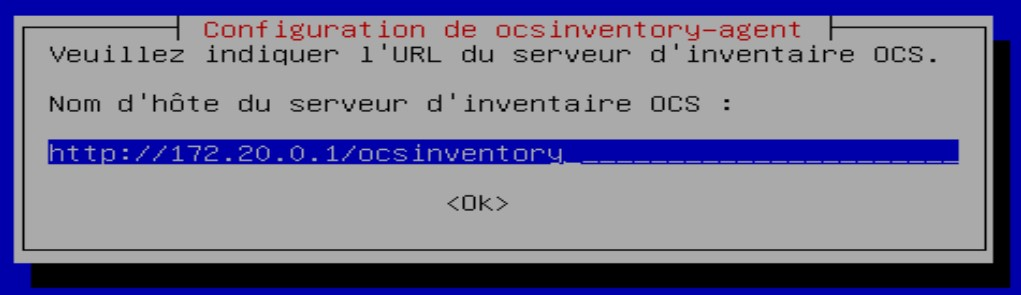 Configuration de ocsinventory-agent
Veuillez indiquer l'URL du serveur d'inventaire OCS.
Nom d'hôte du serveur d'inventaire OCS :
http://172.20.0.1/ocsinventory
<Ok>